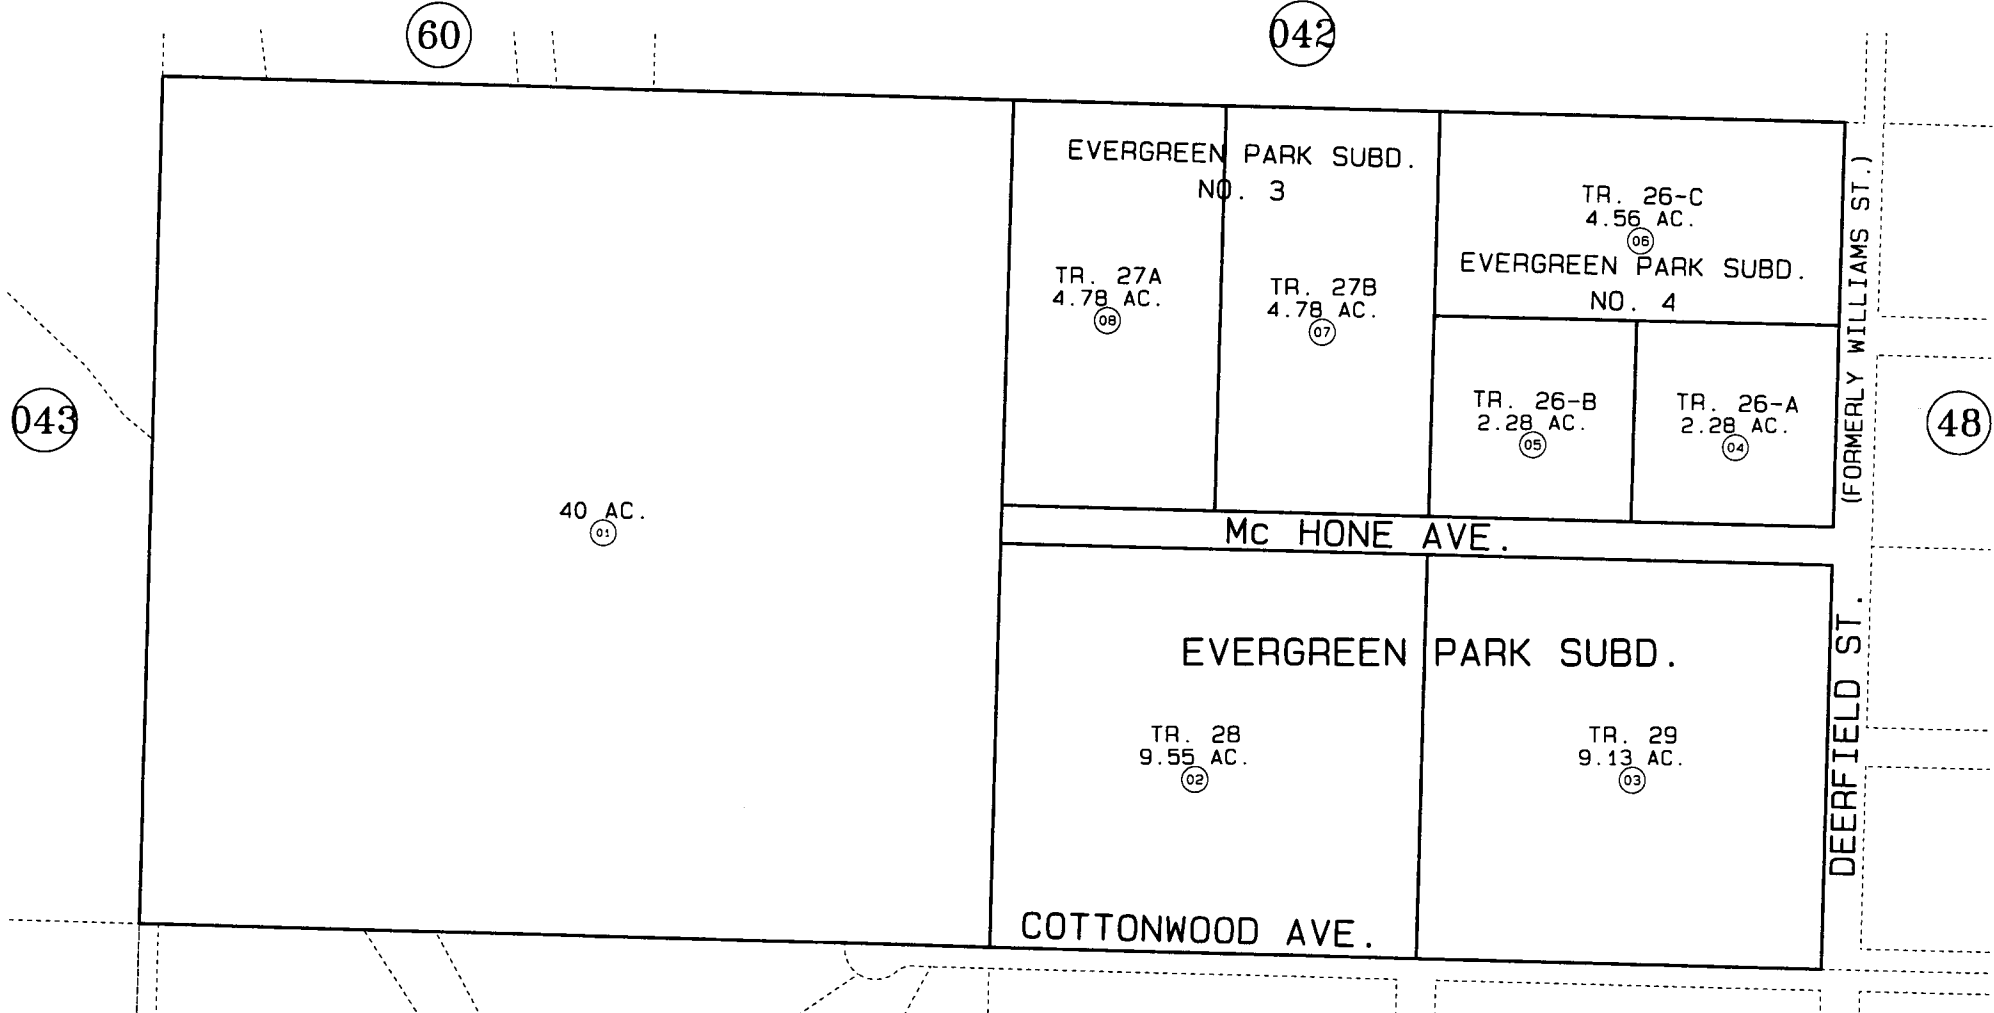 60
042
EVERGREEN PARK SUBD.
NO. 3
TR. 26-C
4.56 AC.
06
EVERGREEN PARK SUBD.
NO. 4
(FORMERLY WILLIAMS ST.)
TR. 27A
4.78 AC.
08
TR. 27B
4.78 AC.
07
043
TR. 26-B
2.28 AC.
05
TR. 26-A
2.28 AC.
04
48
40 AC.
01
Mc HONE AVE.
EVERGREEN PARK SUBD.
TR. 28
9.55 AC.
02
TR. 29
9.13 AC.
03
DEERFIELD ST.
COTTONWOOD AVE.